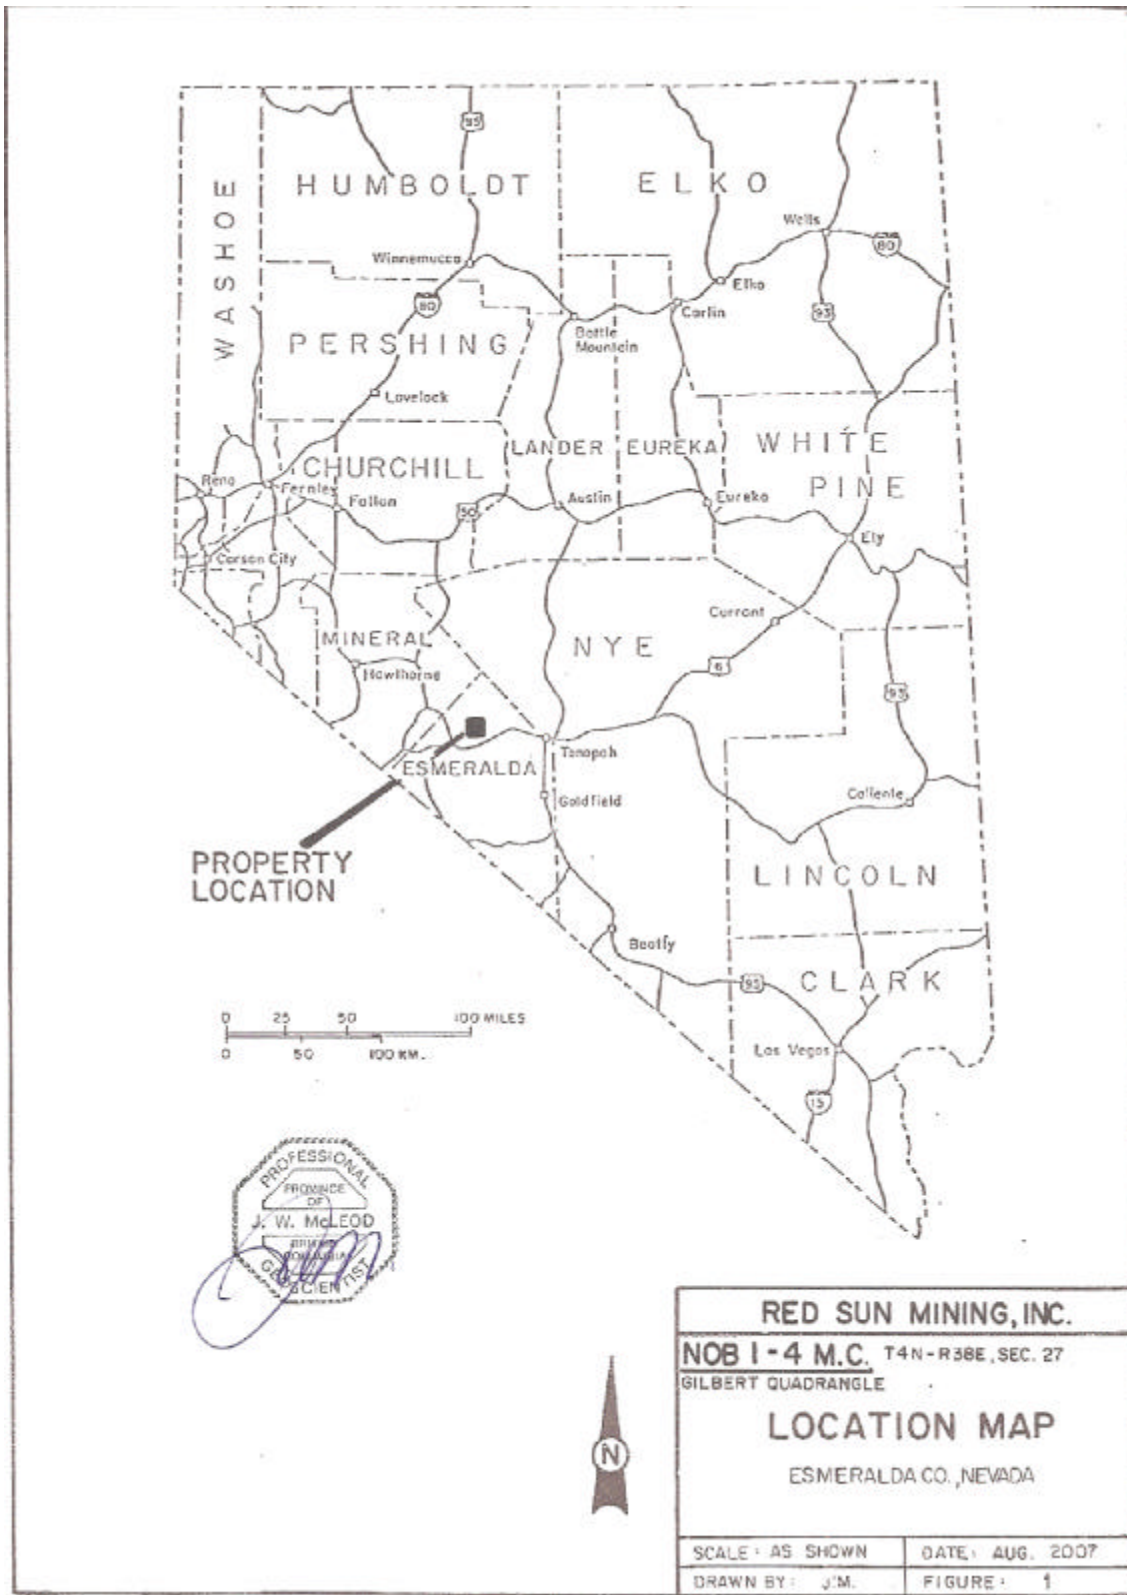 95
HUMBOLDT
ELKO
WASHOE
Wells
80
Winnemucca
Elko
80
Carlin
93
Battle
Mountain
PERSHING
Lovelock
LANDER
EUREKA
WHITE
PINE
CHURCHILL
Reno
Fernley
Fallon
50
Austin
Eureka
Ely
Carson City
Currant
MINERAL
NYE
6
Hawthorne
93
Tonopah
ESMERALDA
Goldfield
Caliente
PROPERTY
LOCATION
LINCOLN
Beatty
95
CLARK
0 25 50 100 MILES
0 50 100 KM.
Las Vegas
15
PROFESSIONAL
PROVINCE
OF
J. W. McLEOD
BRITISH
COLUMBIA
GEOSCIENTIST
RED SUN MINING, INC.
NOB 1-4 M.C. T4N-R38E, SEC. 27
GILBERT QUADRANGLE
LOCATION MAP
ESMERALDA CO., NEVADA
N
SCALE: AS SHOWN DATE: AUG. 2007
DRAWN BY: J.M. FIGURE: 1